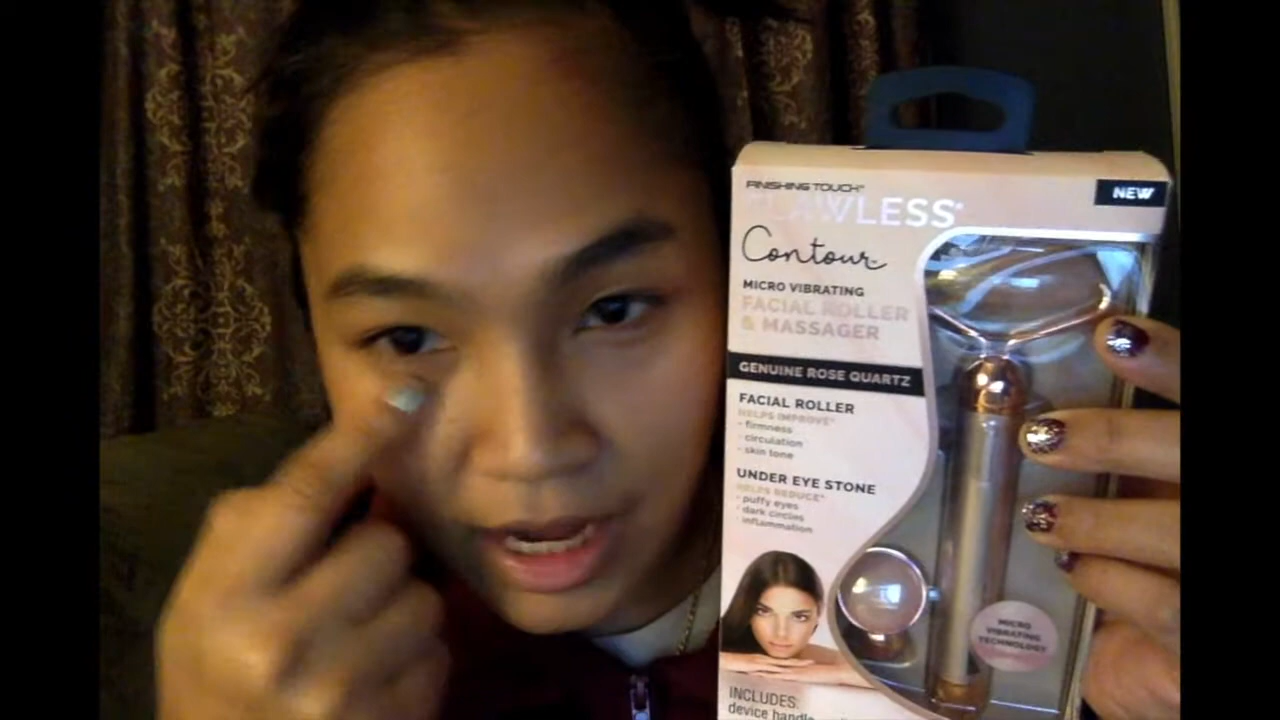 FINISHING TOUCH
FLAWLESS
NEW
Contour
MICRO VIBRATING
FACIAL ROLLER
& MASSAGER
GENUINE ROSE QUARTZ
FACIAL ROLLER
HELPS IMPROVE*
- firmness
- circulation
- skin tone
UNDER EYE STONE
HELPS REDUCE*
- puffy eyes
- dark circles
- inflammation
MICRO
VIBRATING
TECHNOLOGY
INCLUDES:
device handle